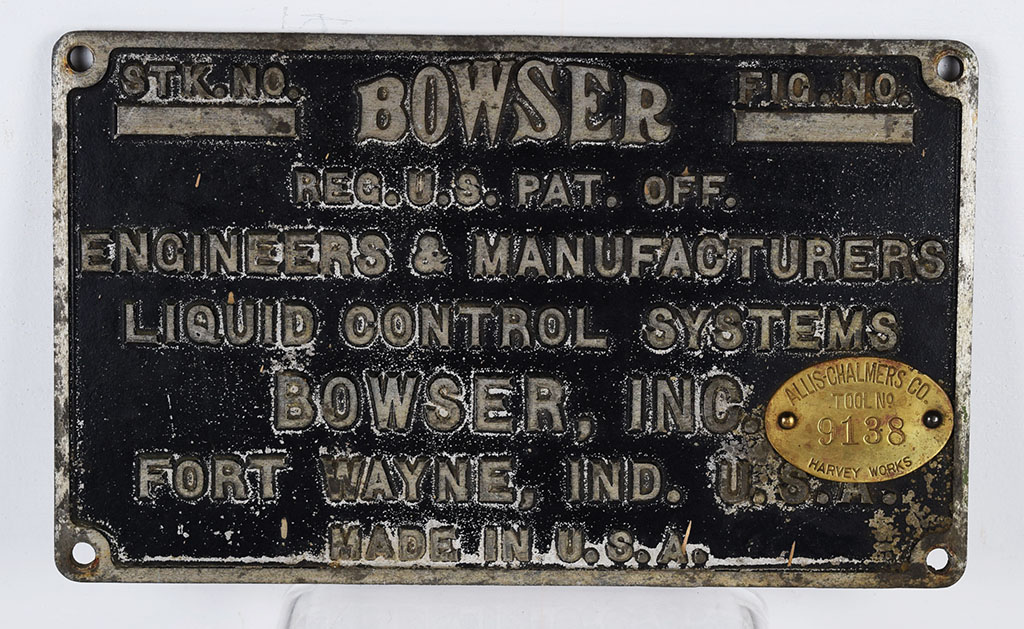 STK. NO. BOWSER FIG. NO.
REG. U.S. PAT. OFF.
ENGINEERS & MANUFACTURERS
LIQUID CONTROL SYSTEMS
BOWSER, INC.
FORT WAYNE, IND. U.S.A.
MADE IN U.S.A.
ALLIS-CHALMERS CO.
TOOL No
9138
HARVEY WORKS